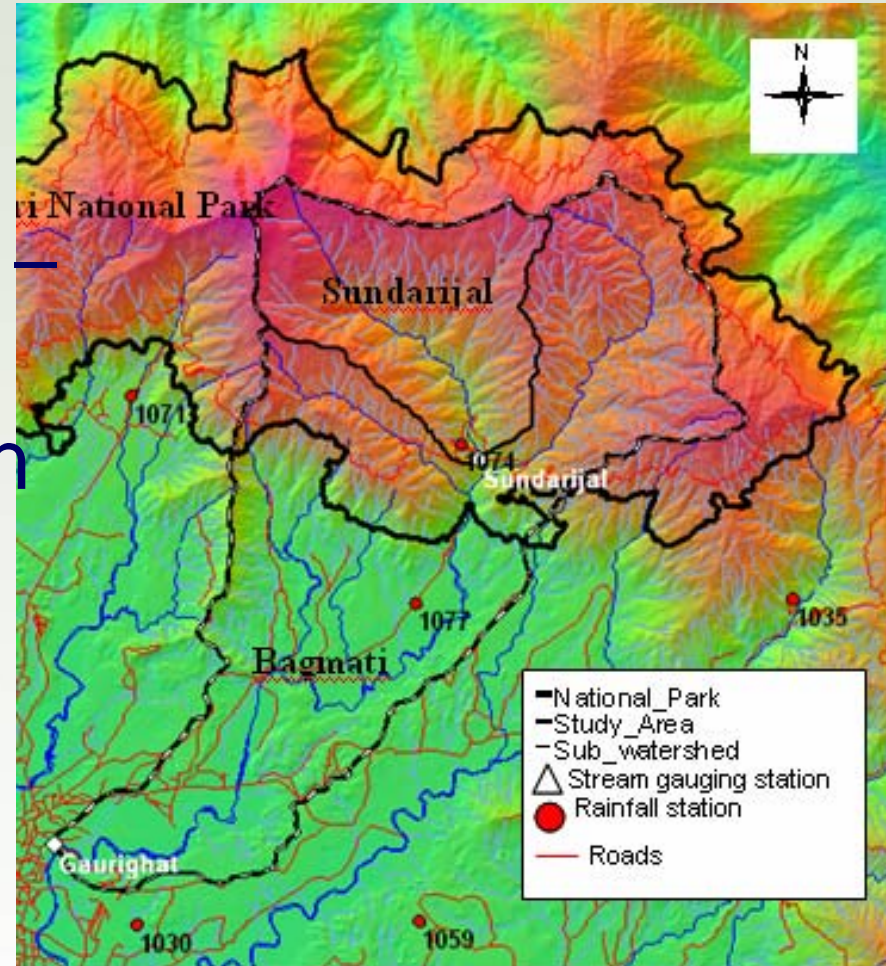 N
ri National Park
Sundarijal
1071
1074
Sundarijal
1077
1035
Bagmati
National_Park
Study_Area
Sub_watershed
Stream gauging station
Rainfall station
Roads
Gaurighat
1030
1059